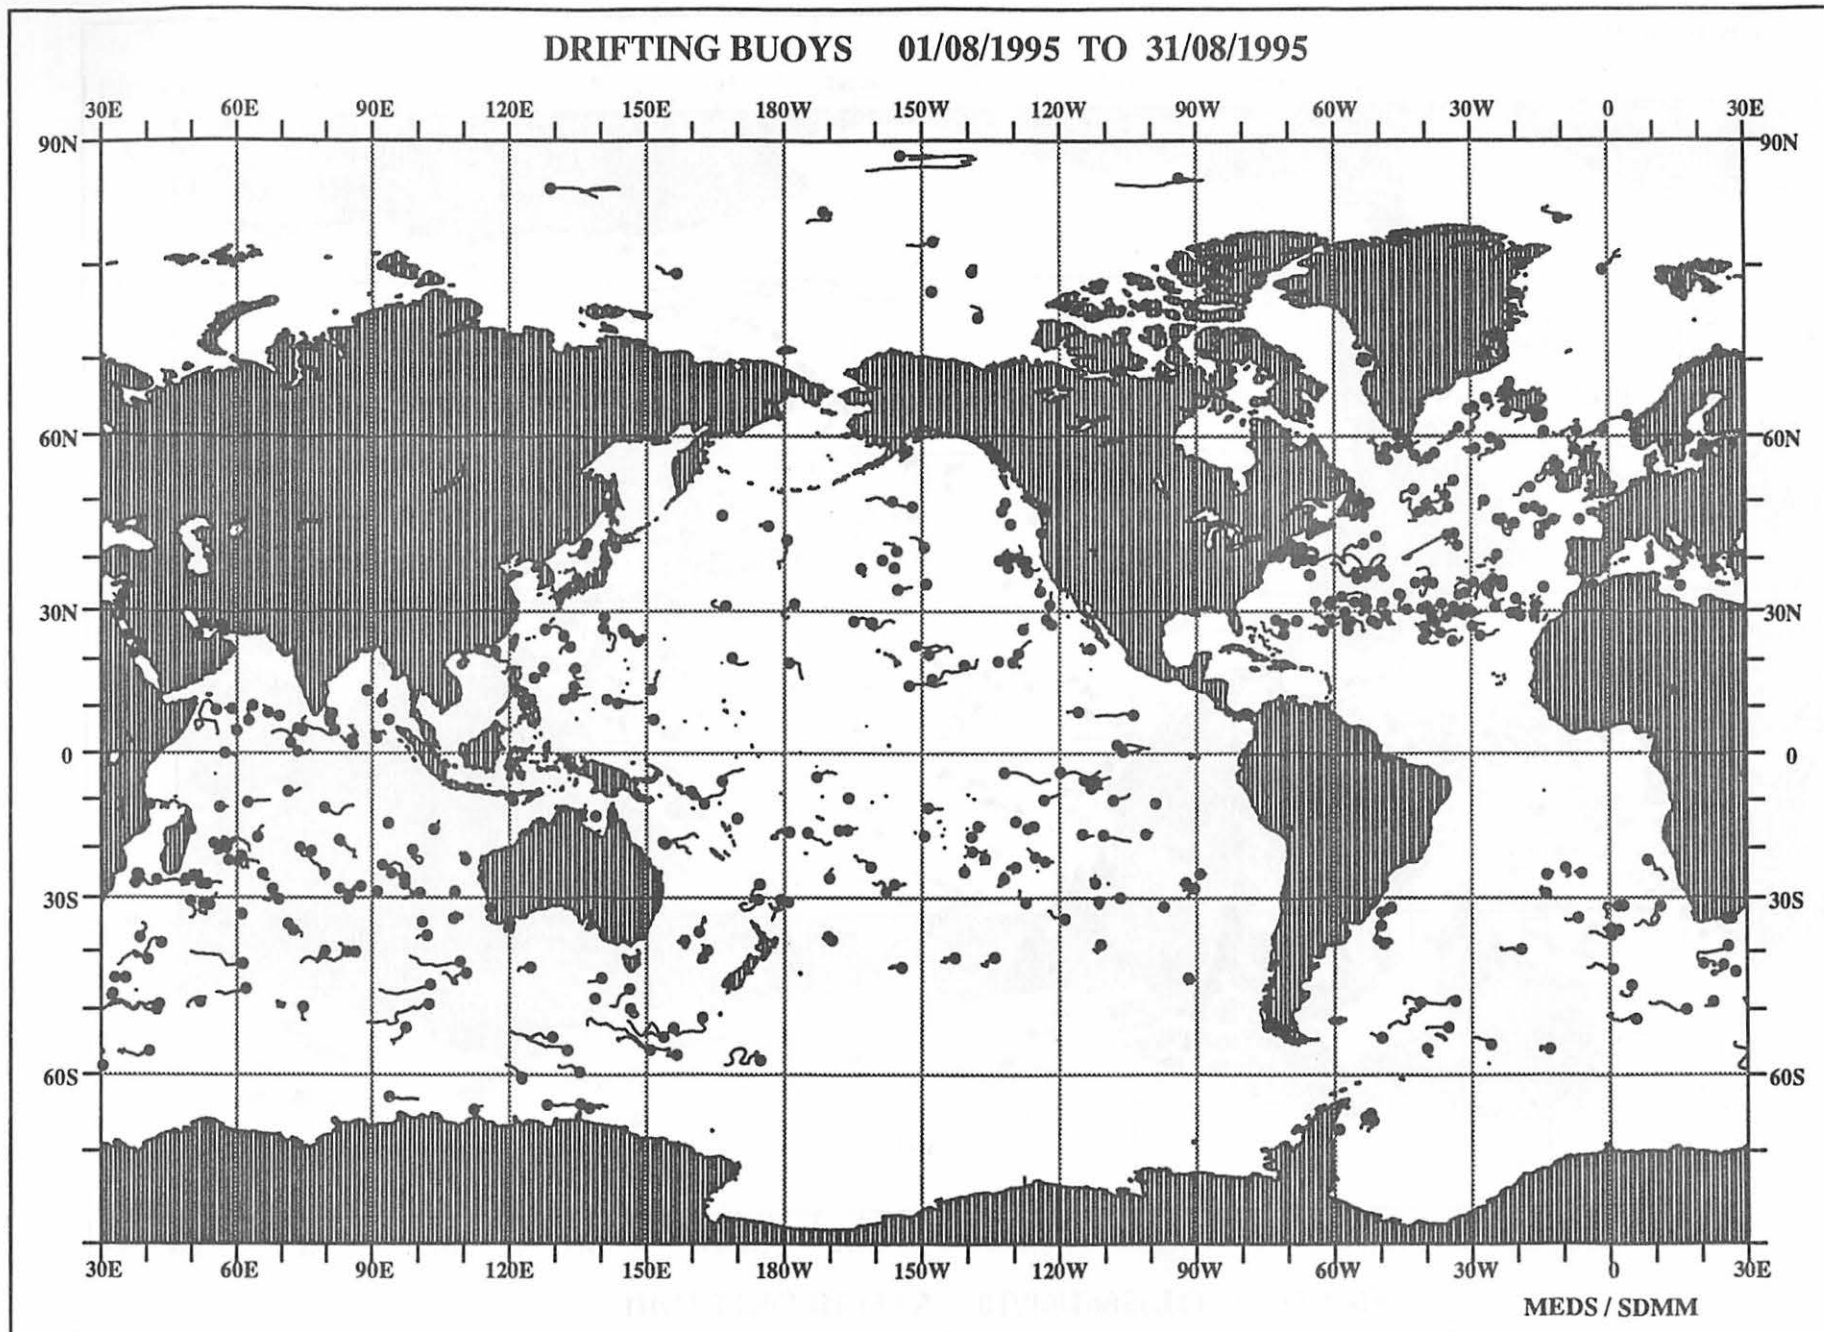 DRIFTING BUOYS 01/08/1995 TO 31/08/1995
30E 60E 90E 120E 150E 180W 150W 120W 90W 60W 30W 0 30E
90N 90N
60N 60N
30N 30N
0 0
30S 30S
60S 60S
30E 60E 90E 120E 150E 180W 150W 120W 90W 60W 30W 0 30E
MEDS / SDMM